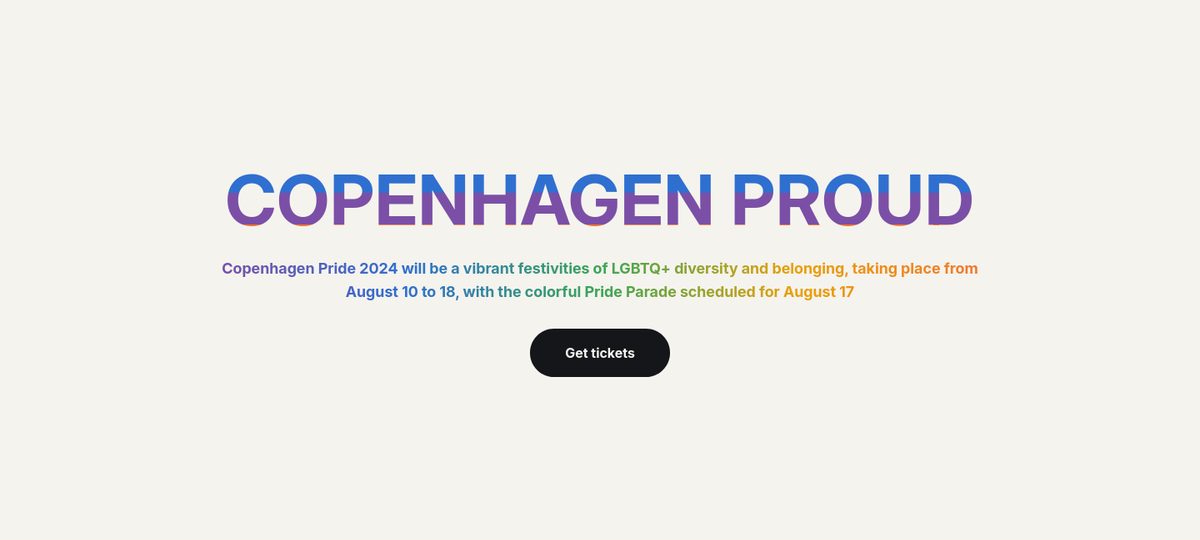 COPENHAGEN PROUD
Copenhagen Pride 2024 will be a vibrant festivities of LGBTQ+ diversity and belonging, taking place from
August 10 to 18, with the colorful Pride Parade scheduled for August 17
Get tickets